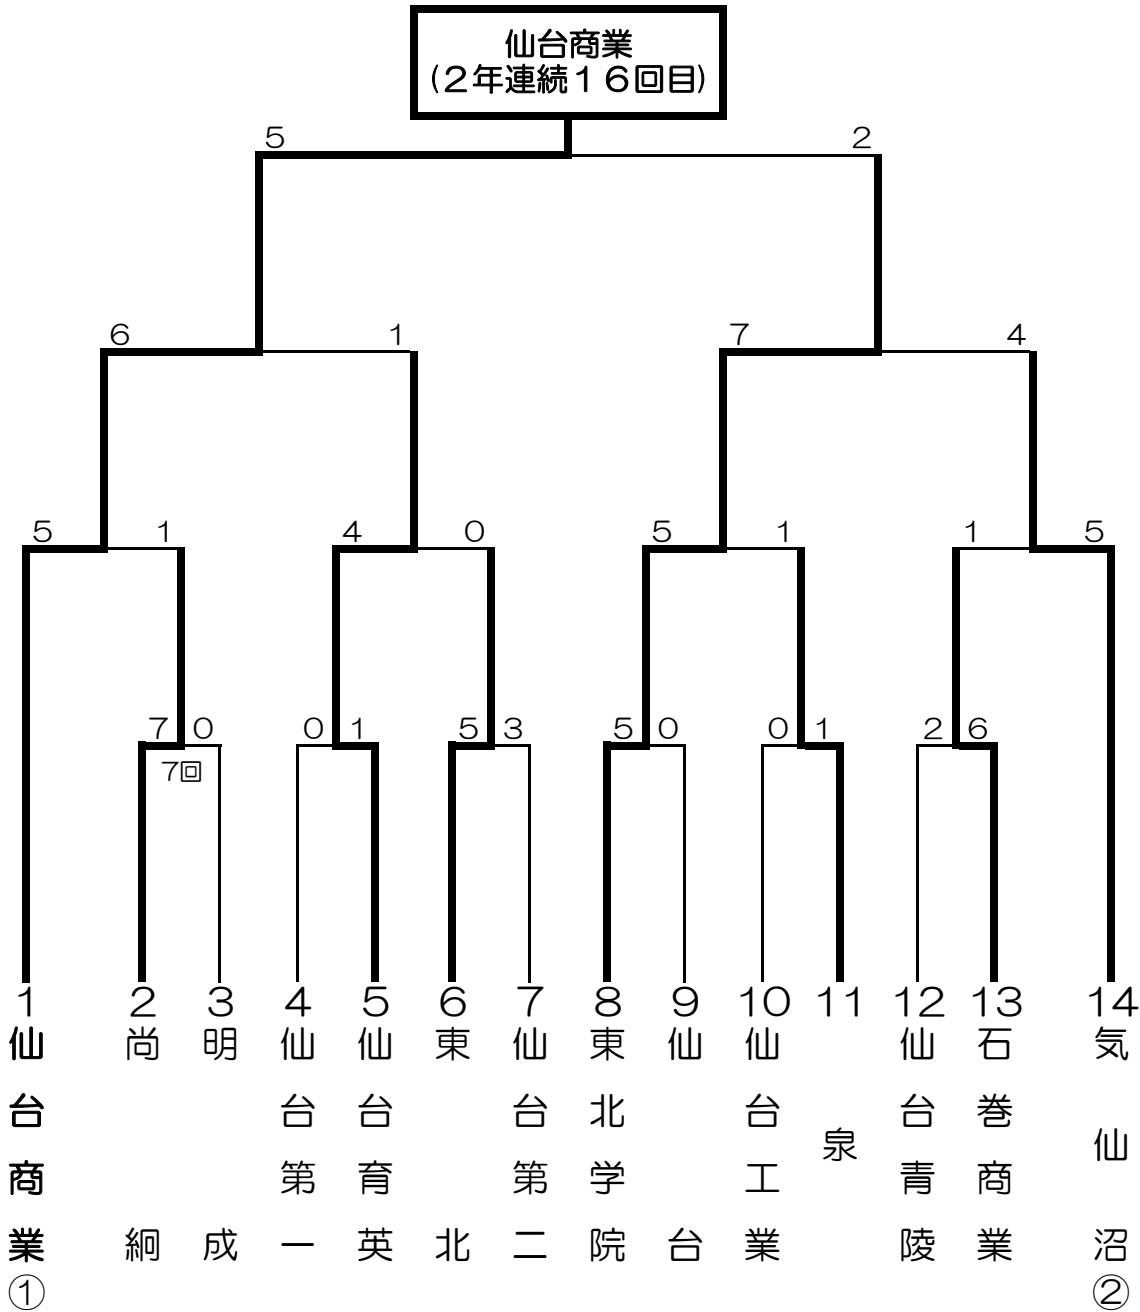 仙台商業
(2年連続16回目)
5 2
6 1 7 4
5 1 4 0 5 1 1 5
7 0 0 1 5 3 5 0 0 1 2 6
7回
1 2 3 4 5 6 7 8 9 10 11 12 13 14
仙台商業
尚絅
明成
仙台第一
仙台育英
東北
仙台第二
東北学院
仙台
仙台工業
泉
仙台青陵
石巻商業
気仙沼
① ②